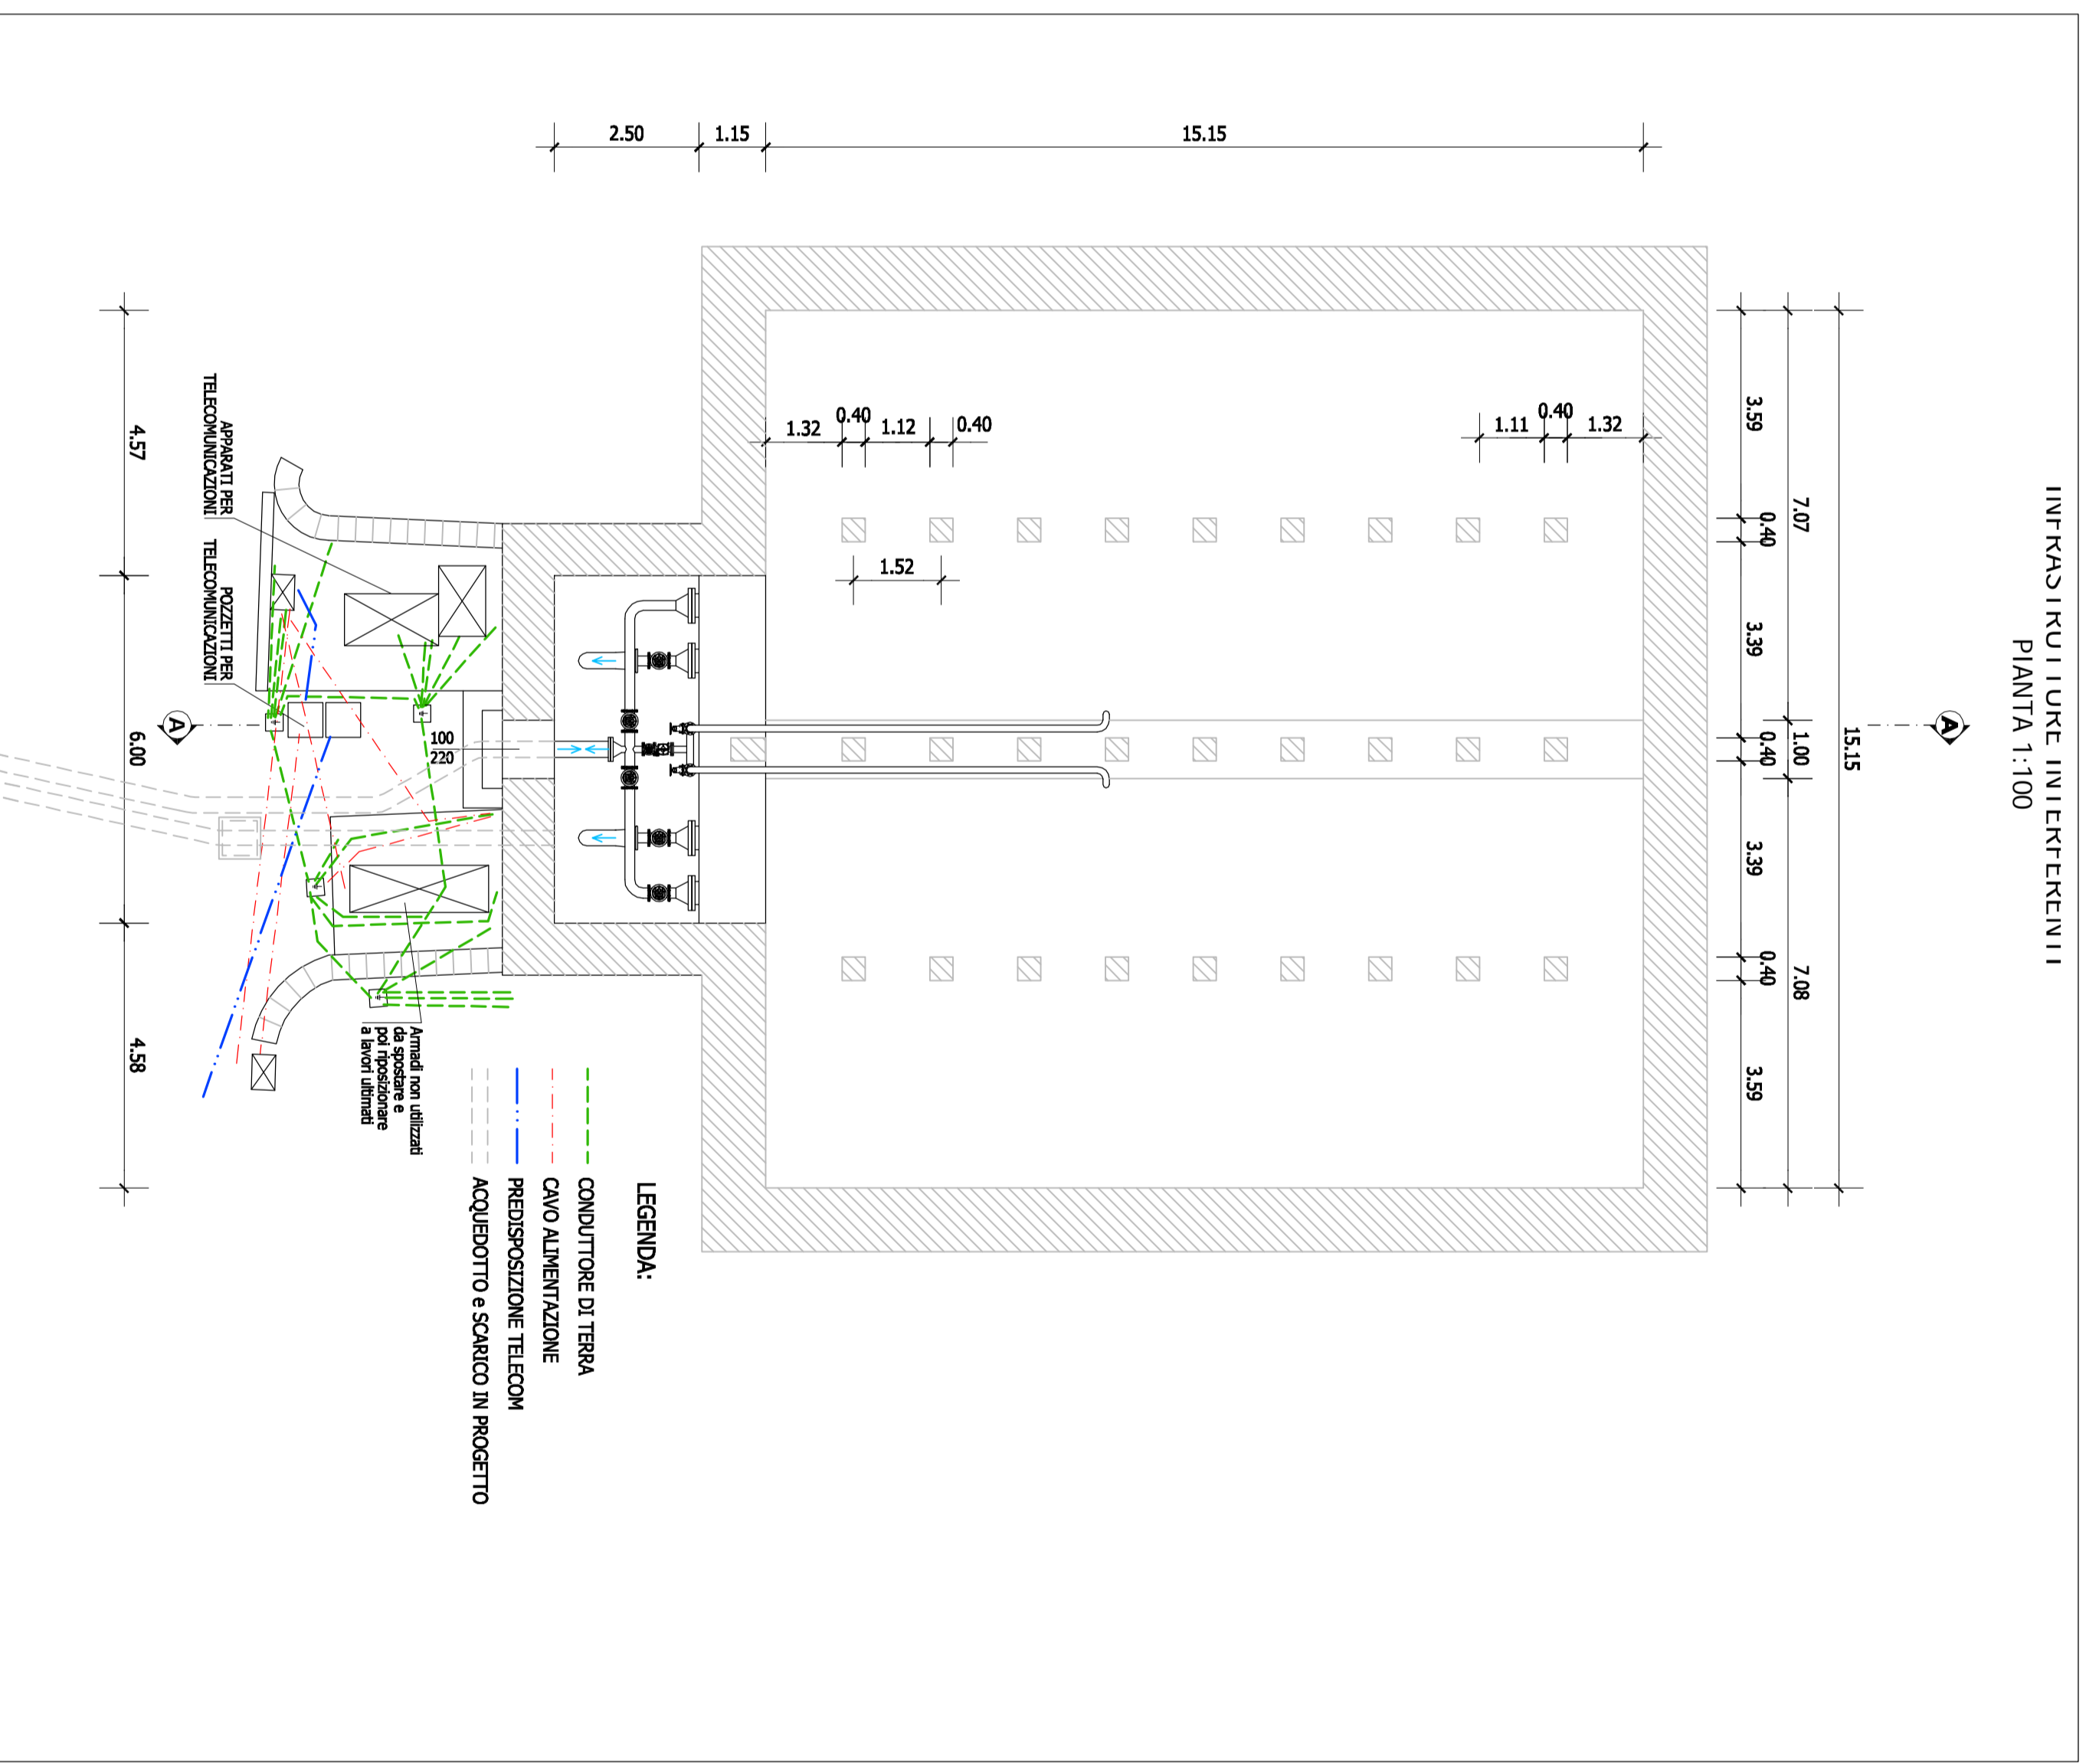 INFRASTRUTTURE INTERFERENTI
PIANTA 1:100
A
15.15
7.07
1.00
7.08
3.59
0.40
3.39
0.40
3.39
0.40
3.59
2.50
1.15
15.15
1.32
0.40
1.12
0.40
1.11
0.40
1.32
1.52
100
220
APPARATI PER
TELECOMUNICAZIONI
POZZETTI PER
TELECOMUNICAZIONI
Armadi non utilizzati
da spostare e
poi riposizionare
a lavori ultimati
LEGENDA:
CONDUTTORE DI TERRA
CAVO ALIMENTAZIONE
PREDISPOSIZIONE TELECOM
ACQUEDOTTO e SCARICO IN PROGETTO
A
4.57
6.00
4.58